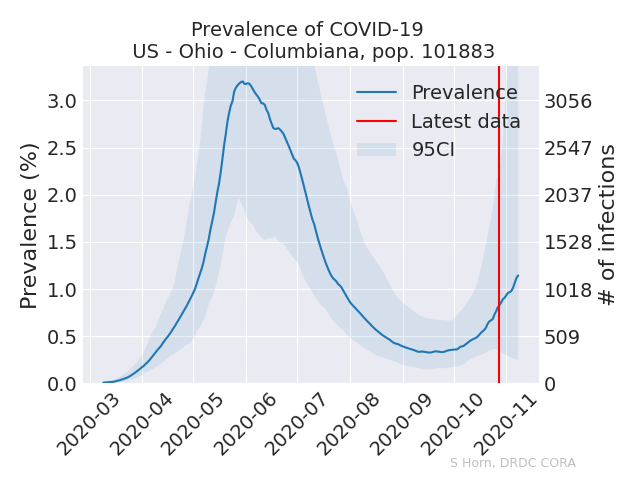 Prevalence of COVID-19
US - Ohio - Columbiana, pop. 101883
Prevalence
Latest data
95CI
Prevalence (%)
3.0
2.5
2.0
1.5
1.0
0.5
0.0
3056
2547
2037
1528
1018
509
0
# of infections
2020-03
2020-04
2020-05
2020-06
2020-07
2020-08
2020-09
2020-10
2020-11
S Horn, DRDC CORA